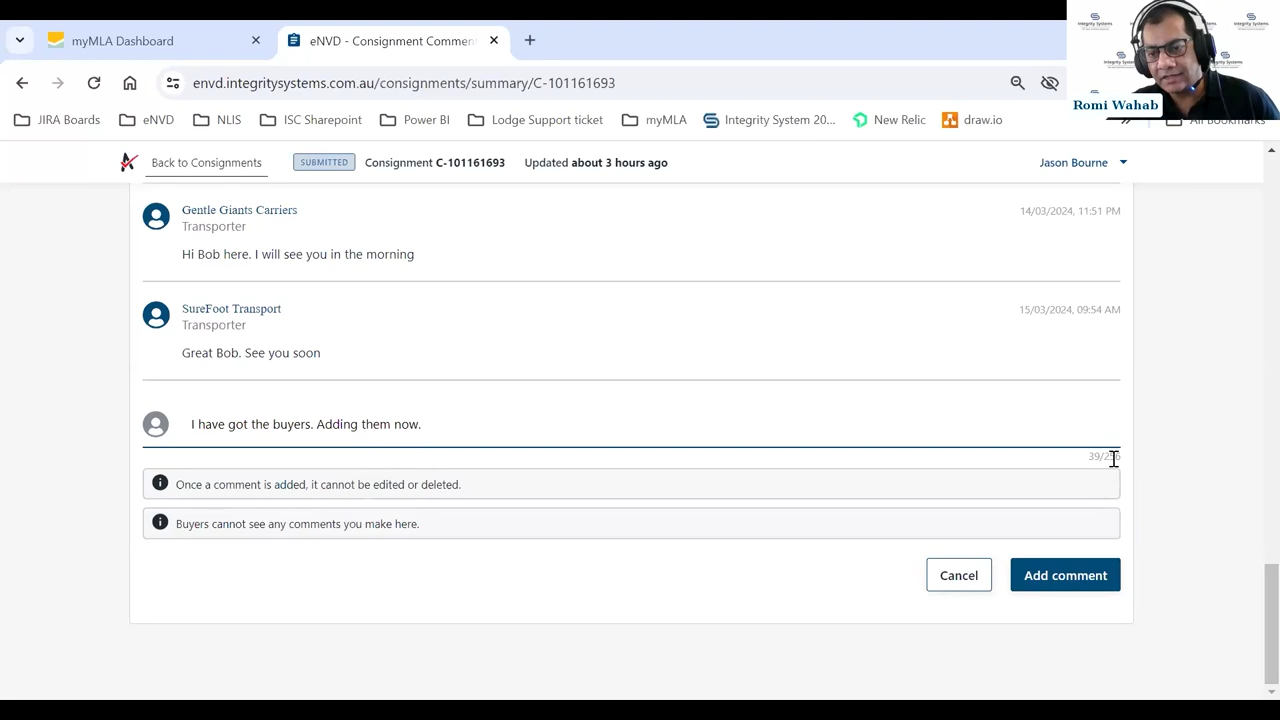 myMLA Dashboard
eNVD - Consignment Commen
envd.integritysystems.com.au/consignments/summary/C-101161693
Romi Wahab
JIRA Boards
eNVD
NLIS
ISC Sharepoint
Power BI
Lodge Support ticket
myMLA
Integrity System 20...
New Relic
draw.io
All Bookmarks
Back to Consignments
SUBMITTED
Consignment C-101161693
Updated about 3 hours ago
Jason Bourne
Gentle Giants Carriers
14/03/2024, 11:51 PM
Transporter
Hi Bob here. I will see you in the morning
SureFoot Transport
15/03/2024, 09:54 AM
Transporter
Great Bob. See you soon
I have got the buyers. Adding them now.
39/256
Once a comment is added, it cannot be edited or deleted.
Buyers cannot see any comments you make here.
Cancel
Add comment